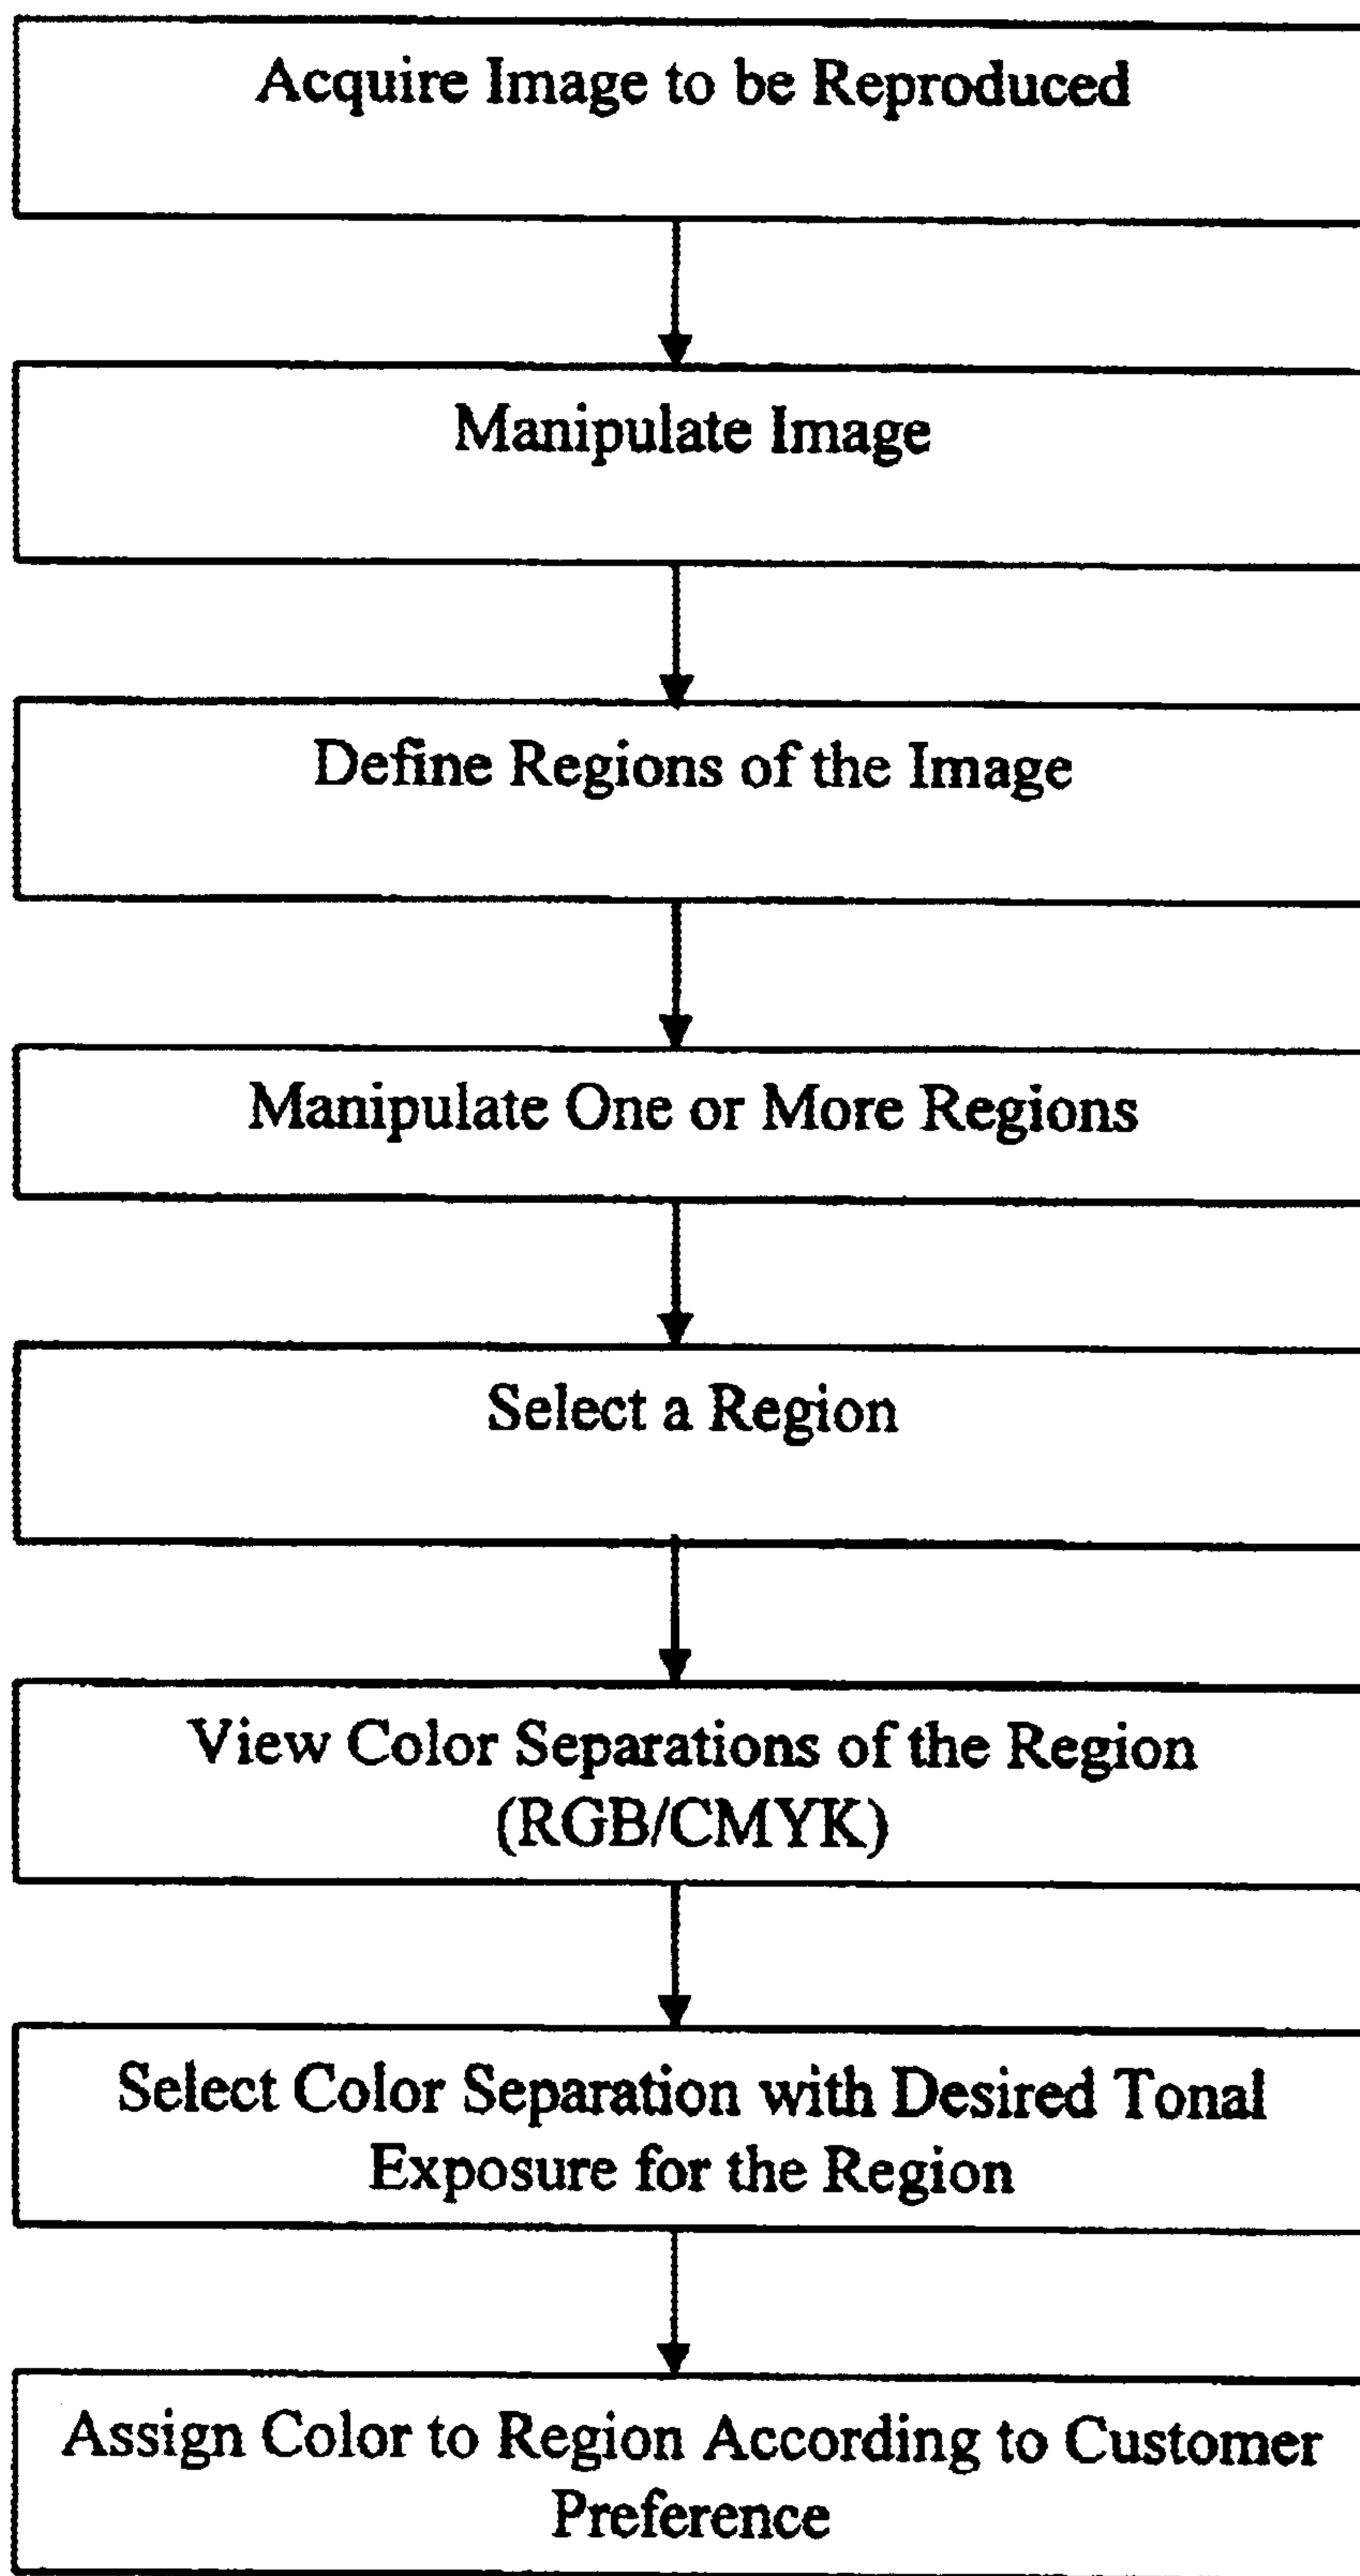 Acquire Image to be Reproduced
Manipulate Image
Define Regions of the Image
Manipulate One or More Regions
Select a Region
View Color Separations of the Region
(RGB/CMYK)
Select Color Separation with Desired Tonal
Exposure for the Region
Assign Color to Region According to Customer
Preference